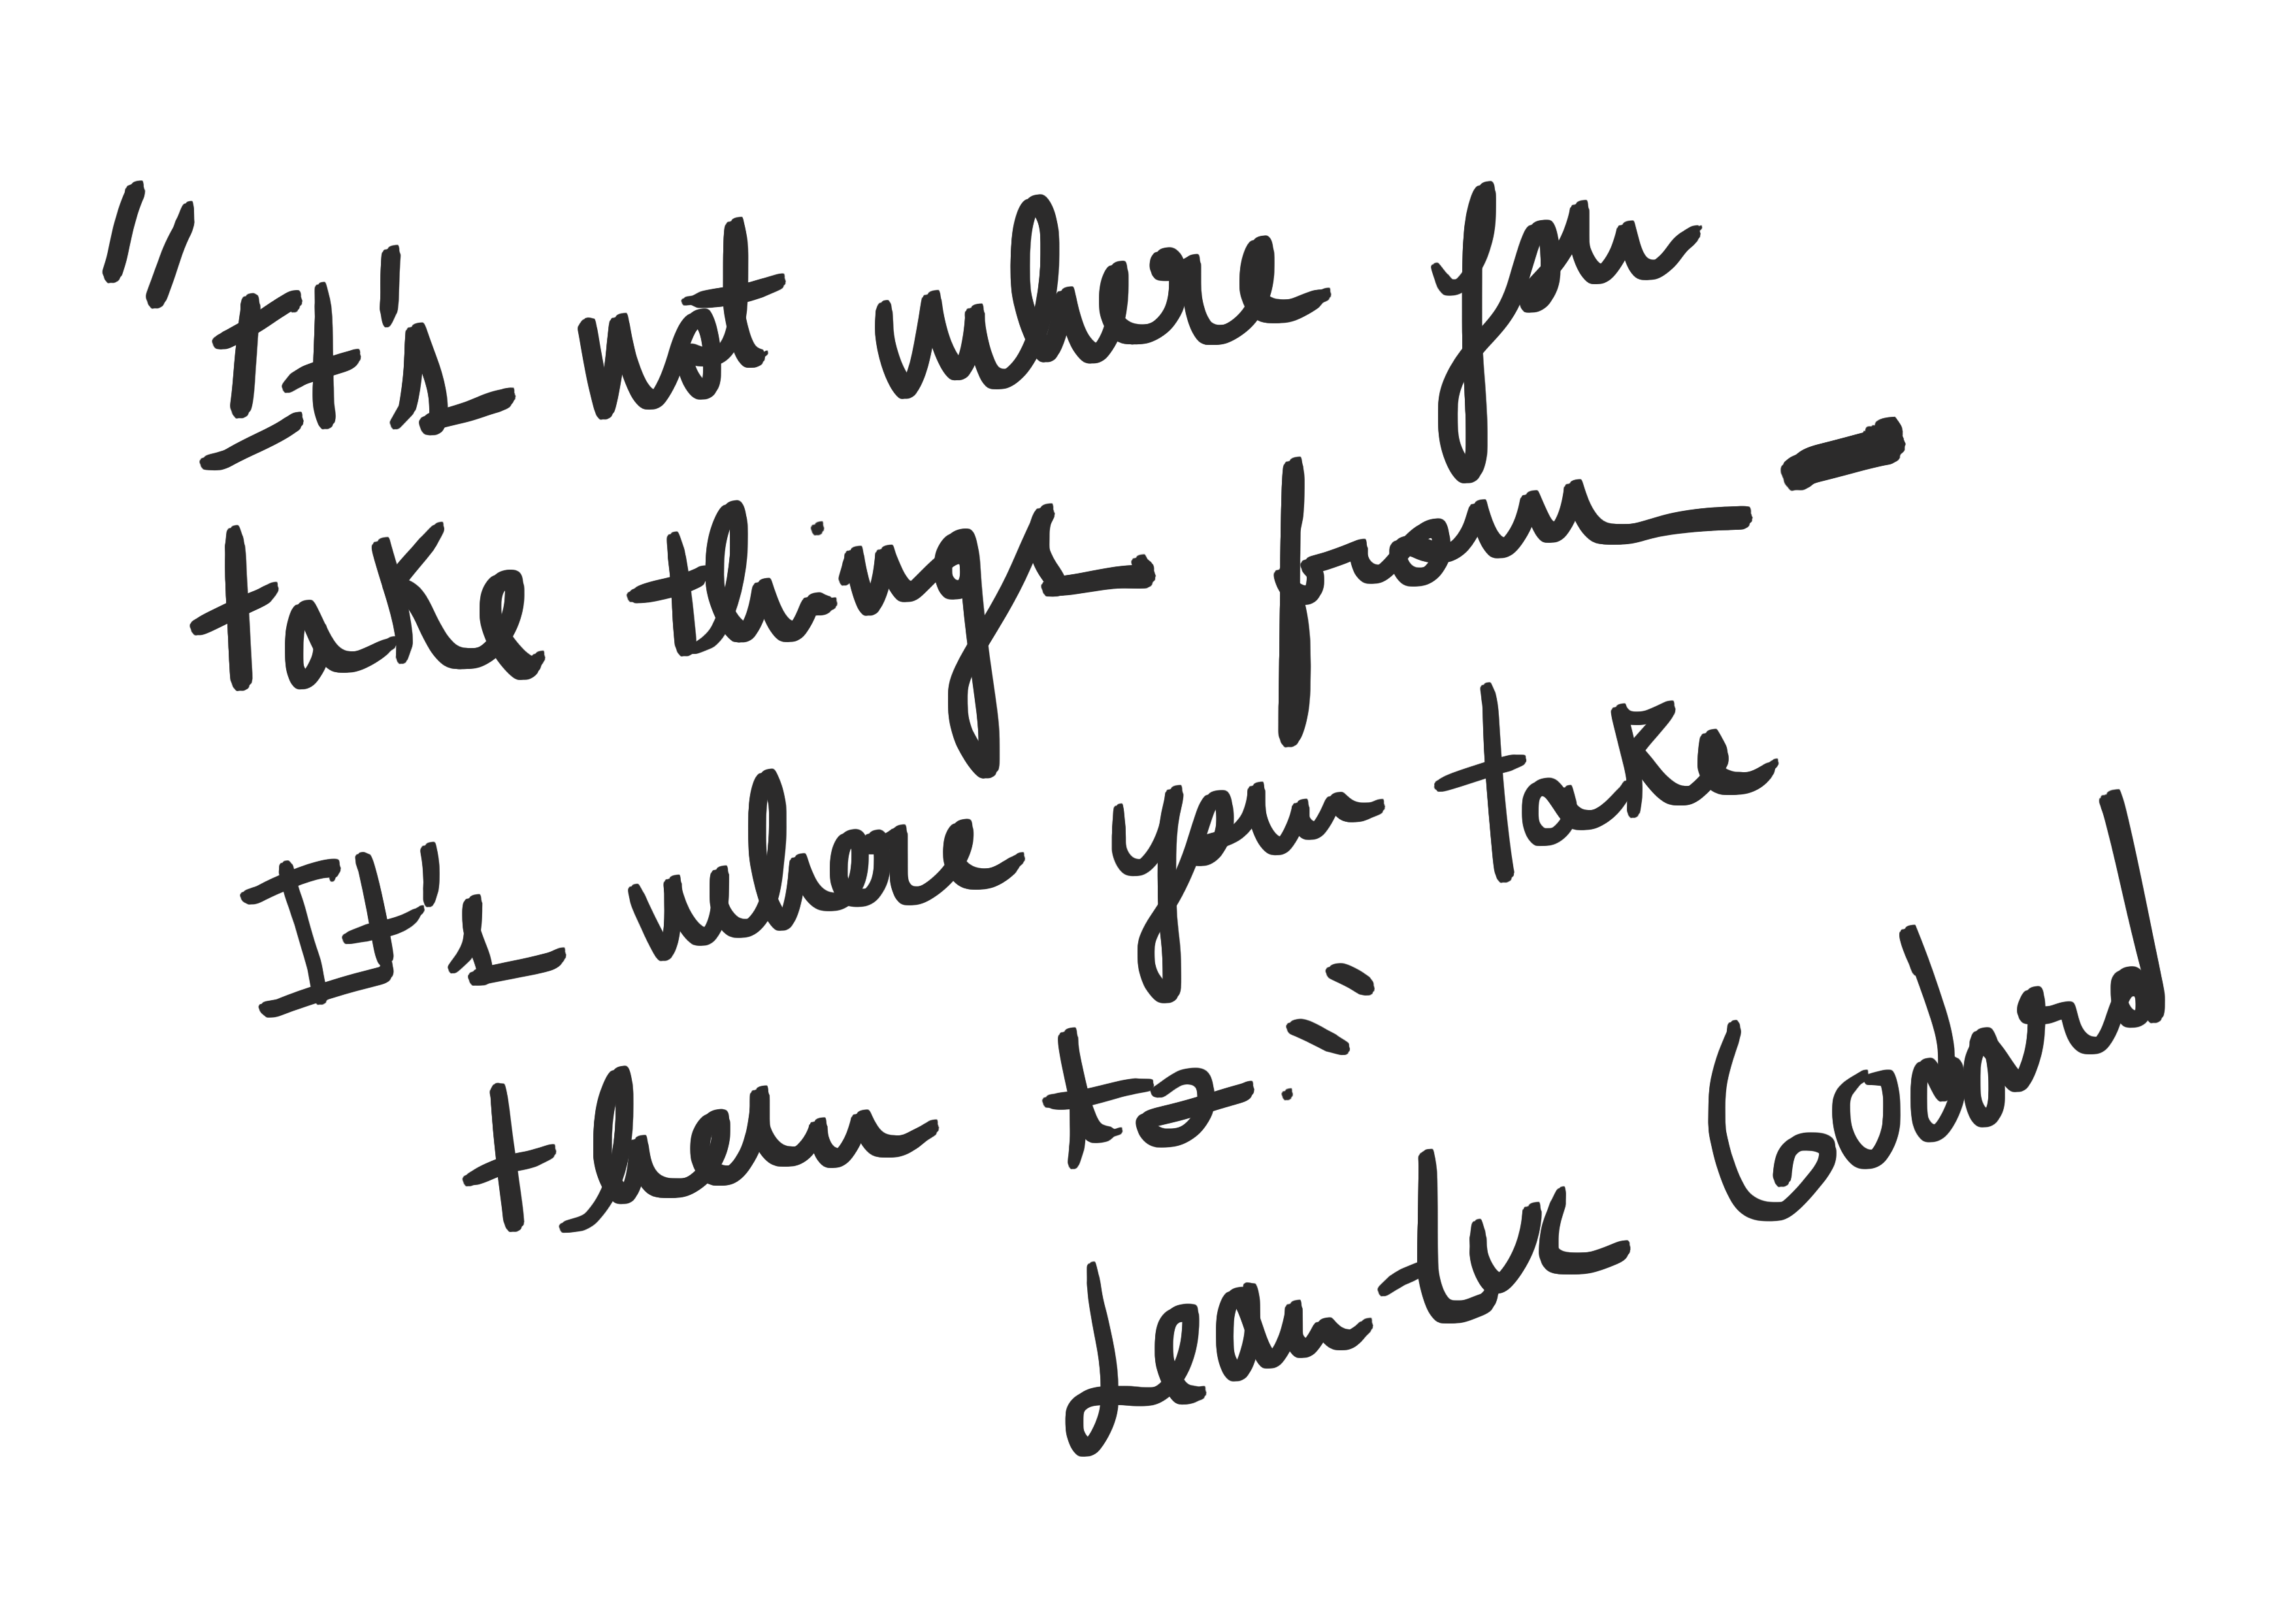 "It's not where you
take things from —
It's where you take
them to."
Jean-Luc Godard